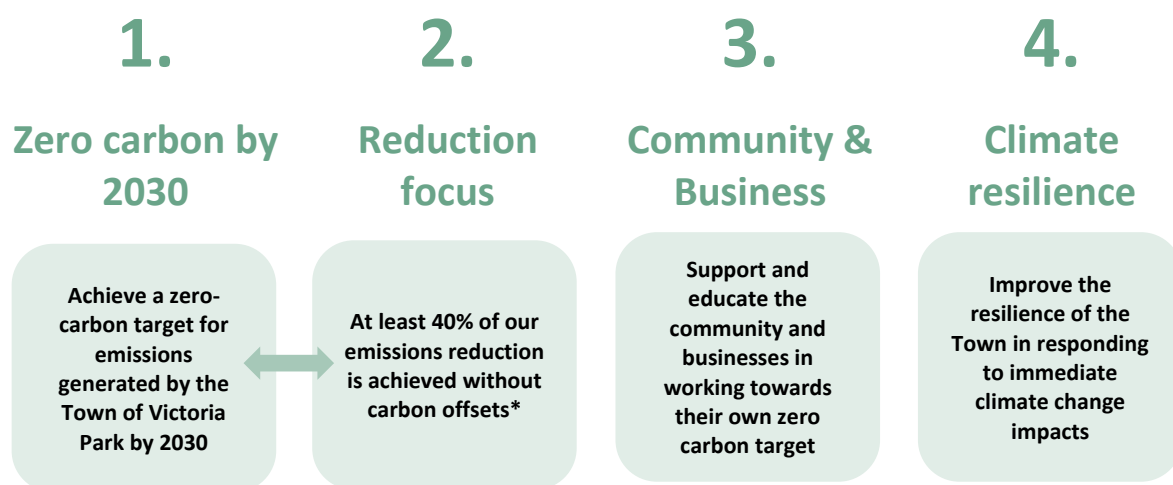 1.
Zero carbon by
2030
Achieve a zero-
carbon target for
emissions
generated by the
Town of Victoria
Park by 2030
2.
Reduction
focus
At least 40% of our
emissions reduction
is achieved without
carbon offsets*
3.
Community &
Business
Support and
educate the
community and
businesses in
working towards
their own zero
carbon target
4.
Climate
resilience
Improve the
resilience of the
Town in responding
to immediate
climate change
impacts